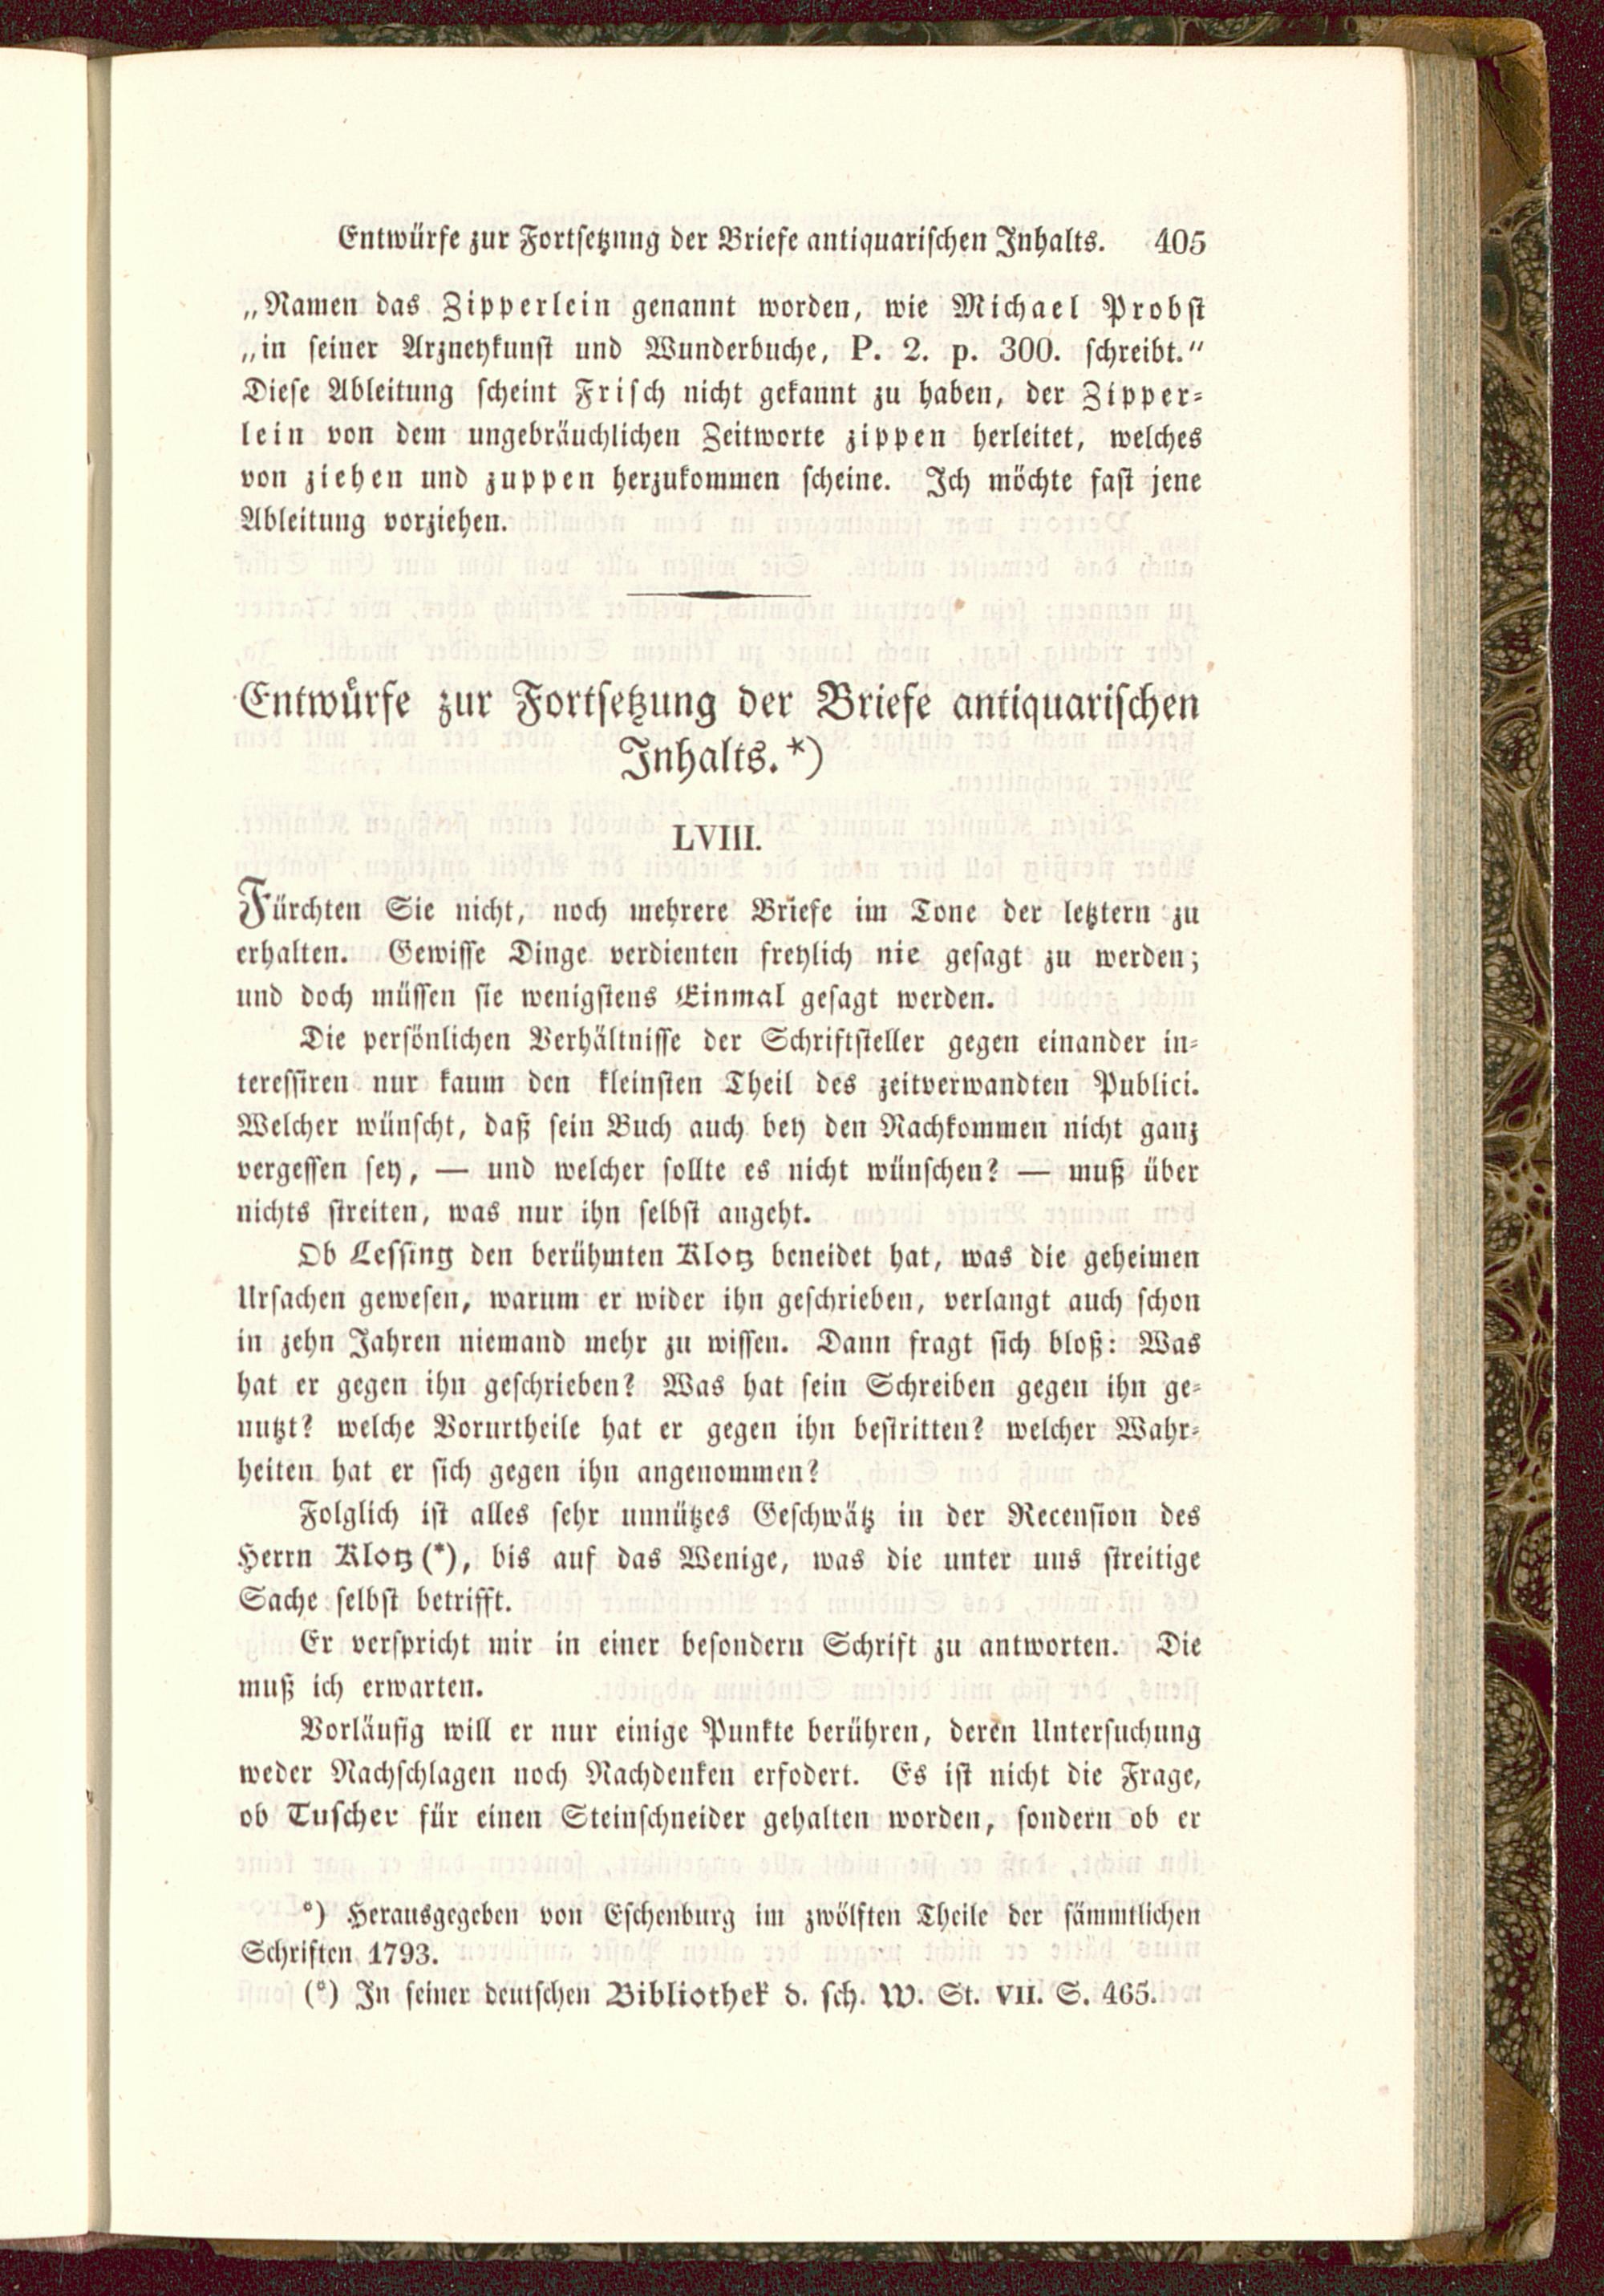 Entwürfe zur Fortsetzung der Briefe antiquarischen Inhalts. 405
„Namen das Zipperlein genannt worden, wie Michael Probst
„in seiner Arzneykunst und Wunderbuche, P. 2. p. 300. schreibt.“
Diese Ableitung scheint Frisch nicht gekannt zu haben, der Zipper-
lein von dem ungebräuchlichen Zeitworte zippen herleitet, welches
von ziehen und zuppen herzukommen scheine. Ich möchte fast jene
Ableitung vorziehen.
Entwürfe zur Fortsetzung der Briefe antiquarischen
Inhalts.*)
LVIII.
Fürchten Sie nicht, noch mehrere Briefe im Tone der letztern zu
erhalten. Gewisse Dinge verdienten freylich nie gesagt zu werden;
und doch müssen sie wenigstens Einmal gesagt werden.
Die persönlichen Verhältnisse der Schriftsteller gegen einander in-
teressiren nur kaum den kleinsten Theil des zeitverwandten Publici.
Welcher wünscht, daß sein Buch auch bey den Nachkommen nicht ganz
vergessen sey, — und welcher sollte es nicht wünschen? — muß über
nichts streiten, was nur ihn selbst angeht.
Ob Lessing den berühmten Klotz beneidet hat, was die geheimen
Ursachen gewesen, warum er wider ihn geschrieben, verlangt auch schon
in zehn Jahren niemand mehr zu wissen. Dann fragt sich bloß: Was
hat er gegen ihn geschrieben? Was hat sein Schreiben gegen ihn ge-
nutzt? welche Vorurtheile hat er gegen ihn bestritten? welcher Wahr-
heiten hat er sich gegen ihn angenommen?
Folglich ist alles sehr unnützes Geschwätz in der Recension des
Herrn Klotz (*), bis auf das Wenige, was die unter uns streitige
Sache selbst betrifft.
Er verspricht mir in einer besondern Schrift zu antworten. Die
muß ich erwarten.
Vorläufig will er nur einige Punkte berühren, deren Untersuchung
weder Nachschlagen noch Nachdenken erfodert. Es ist nicht die Frage,
ob Tuscher für einen Steinschneider gehalten worden, sondern ob er
*) Herausgegeben von Eschenburg im zwölften Theile der sämmtlichen
Schriften 1793.
(*) In seiner deutschen Bibliothek d. sch. W. St. VII. S. 465.